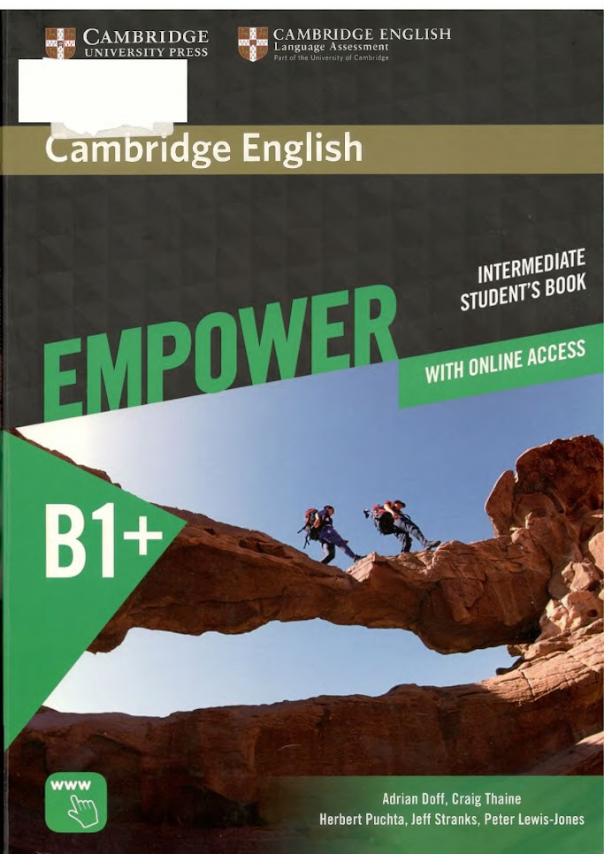 CAMBRIDGE
UNIVERSITY PRESS
CAMBRIDGE ENGLISH
Language Assessment
Part of the University of Cambridge
Cambridge English
INTERMEDIATE
STUDENT'S BOOK
EMPOWER
WITH ONLINE ACCESS
B1+
www
Adrian Doff, Craig Thaine
Herbert Puchta, Jeff Stranks, Peter Lewis-Jones